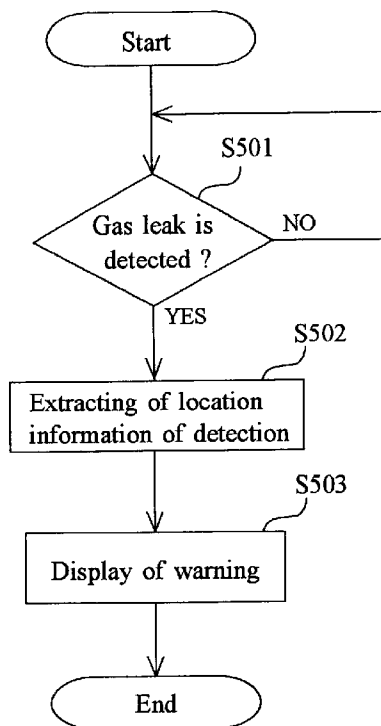 Start
S501
Gas leak is
detected ?
NO
YES
S502
Extracting of location
information of detection
S503
Display of warning
End